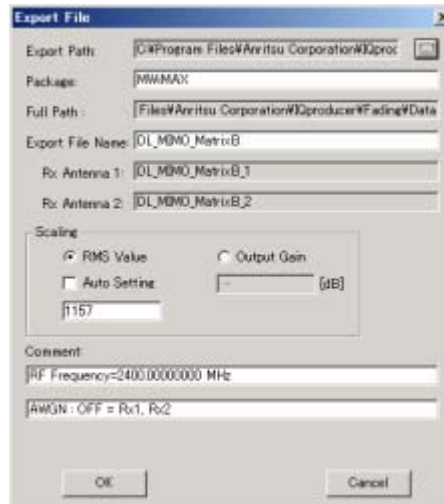 Export File
Export Path: C:¥Program Files¥Anritsu Corporation¥IQproc
Package:
Full Path : Files¥Anritsu Corporation¥IQproducer¥Fading¥Data
Export File Name: DL_MIMO_MatrixB
Rx Antenna 1: DL_MIMO_MatrixB_1
Rx Antenna 2: DL_MIMO_MatrixB_2
Scaling
RMS Value Output Gain
Auto Setting - [dB]
1157
Comment
RF Frequency=2400.00000000 MHz
AWGN : OFF = Rx1, Rx2
OK Cancel